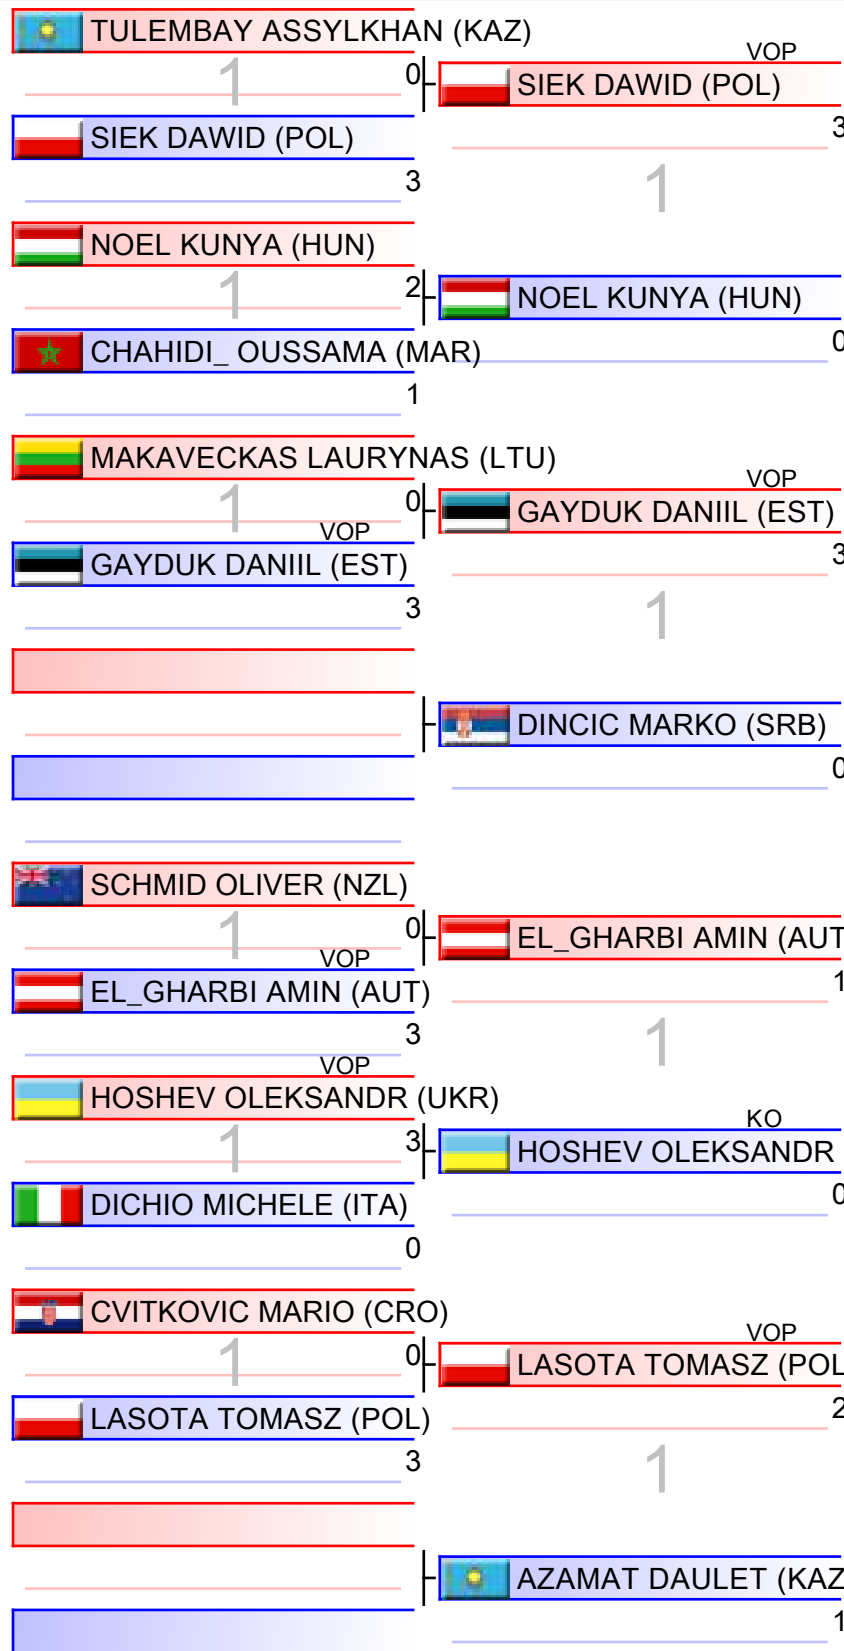 TULEMBAY ASSYLKHAN (KAZ)
1
0
VOP
SIEK DAWID (POL)
3
SIEK DAWID (POL)
3
1
NOEL KUNYA (HUN)
1
2
NOEL KUNYA (HUN)
0
CHAHIDI_ OUSSAMA (MAR)
1
MAKAVECKAS LAURYNAS (LTU)
1
0
VOP
GAYDUK DANIIL (EST)
3
VOP
GAYDUK DANIIL (EST)
3
1
DINCIC MARKO (SRB)
0
SCHMID OLIVER (NZL)
1
0
EL_GHARBI AMIN (AUT
1
VOP
EL_GHARBI AMIN (AUT)
3
1
VOP
HOSHEV OLEKSANDR (UKR)
1
3
KO
HOSHEV OLEKSANDR
0
DICHIO MICHELE (ITA)
0
CVITKOVIC MARIO (CRO)
1
0
VOP
LASOTA TOMASZ (POL
2
LASOTA TOMASZ (POL)
3
1
AZAMAT DAULET (KAZ
1